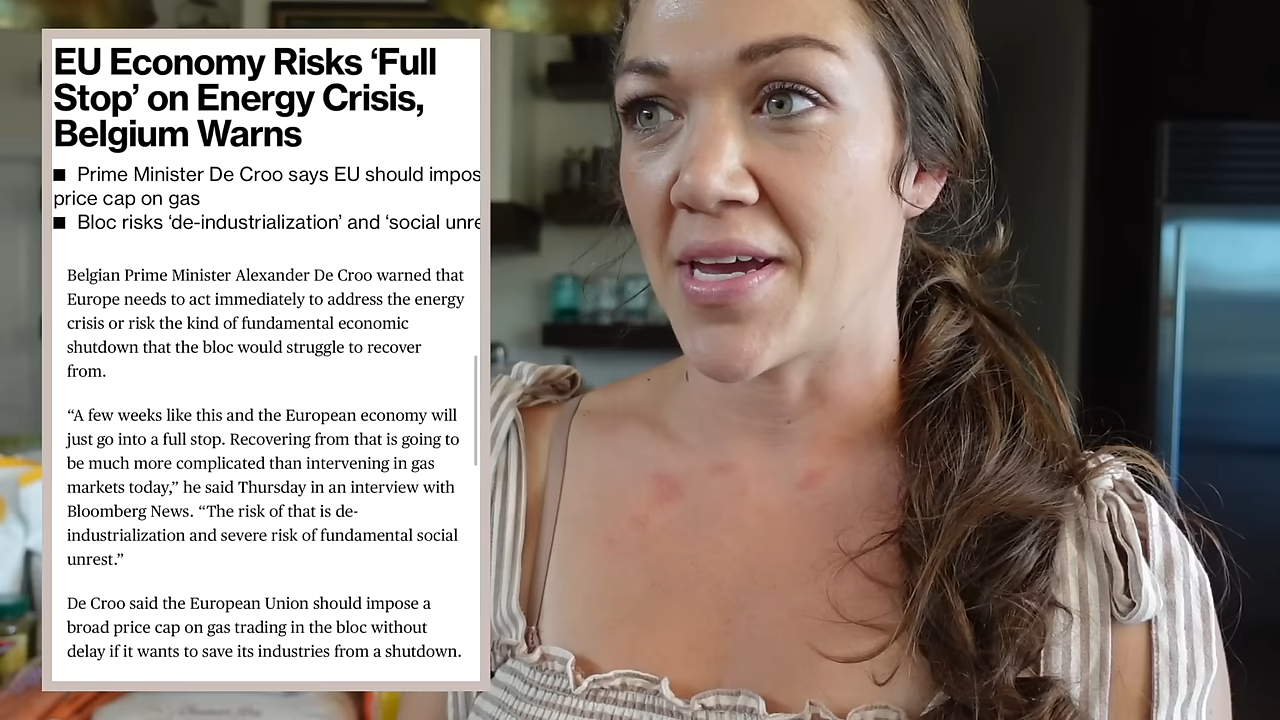 EU Economy Risks ‘Full
Stop’ on Energy Crisis,
Belgium Warns
■ Prime Minister De Croo says EU should impos
price cap on gas
■ Bloc risks ‘de-industrialization’ and ‘social unre
Belgian Prime Minister Alexander De Croo warned that
Europe needs to act immediately to address the energy
crisis or risk the kind of fundamental economic
shutdown that the bloc would struggle to recover
from.
“A few weeks like this and the European economy will
just go into a full stop. Recovering from that is going to
be much more complicated than intervening in gas
markets today,” he said Thursday in an interview with
Bloomberg News. “The risk of that is de-
industrialization and severe risk of fundamental social
unrest.”
De Croo said the European Union should impose a
broad price cap on gas trading in the bloc without
delay if it wants to save its industries from a shutdown.